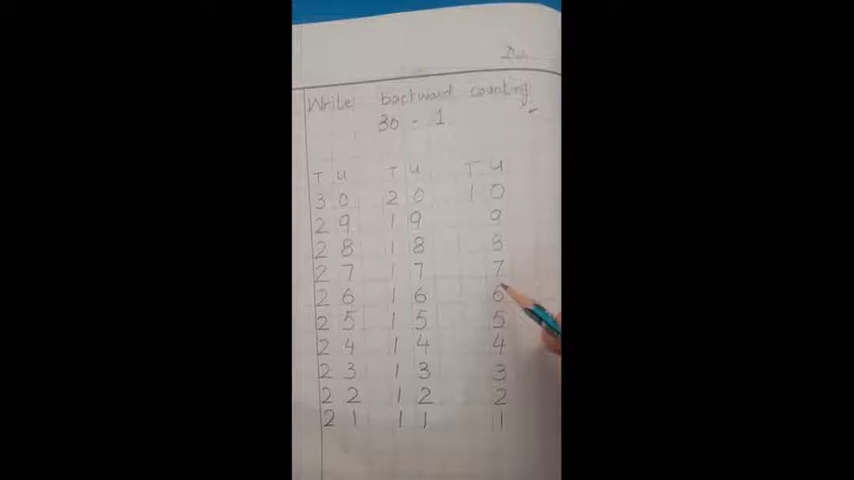 Write backward counting
30 - 1
T U T U T U
3 0 2 0 1 0
2 9 1 9 9
2 8 1 8 8
2 7 1 7 7
2 6 1 6 6
2 5 1 5 5
2 4 1 4 4
2 3 1 3 3
2 2 1 2 2
2 1 1 1 1